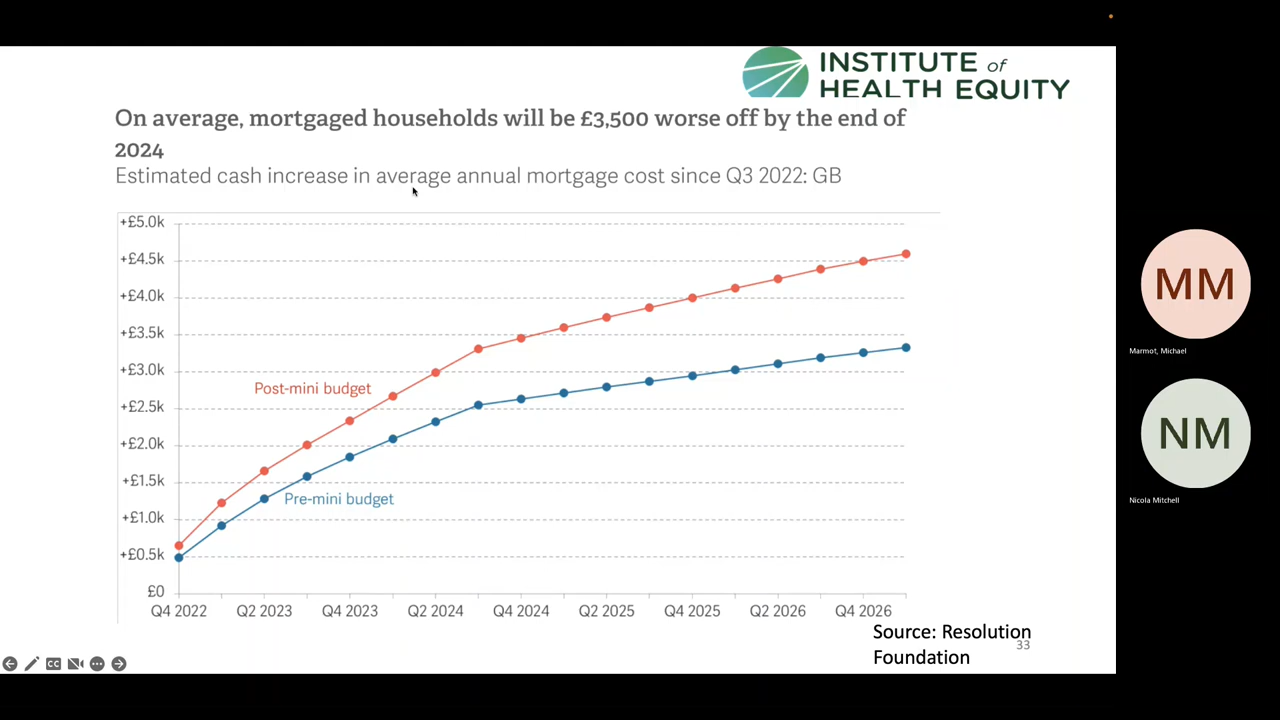 INSTITUTE of
HEALTH EQUITY
On average, mortgaged households will be £3,500 worse off by the end of
2024
Estimated cash increase in average annual mortgage cost since Q3 2022: GB
+£5.0k
+£4.5k
+£4.0k
+£3.5k
+£3.0k
+£2.5k
+£2.0k
+£1.5k
+£1.0k
+£0.5k
£0
Post-mini budget
Pre-mini budget
Q4 2022 Q2 2023 Q4 2023 Q2 2024 Q4 2024 Q2 2025 Q4 2025 Q2 2026 Q4 2026
Source: Resolution
Foundation
33
CC
MM
Marmot, Michael
NM
Nicola Mitchell